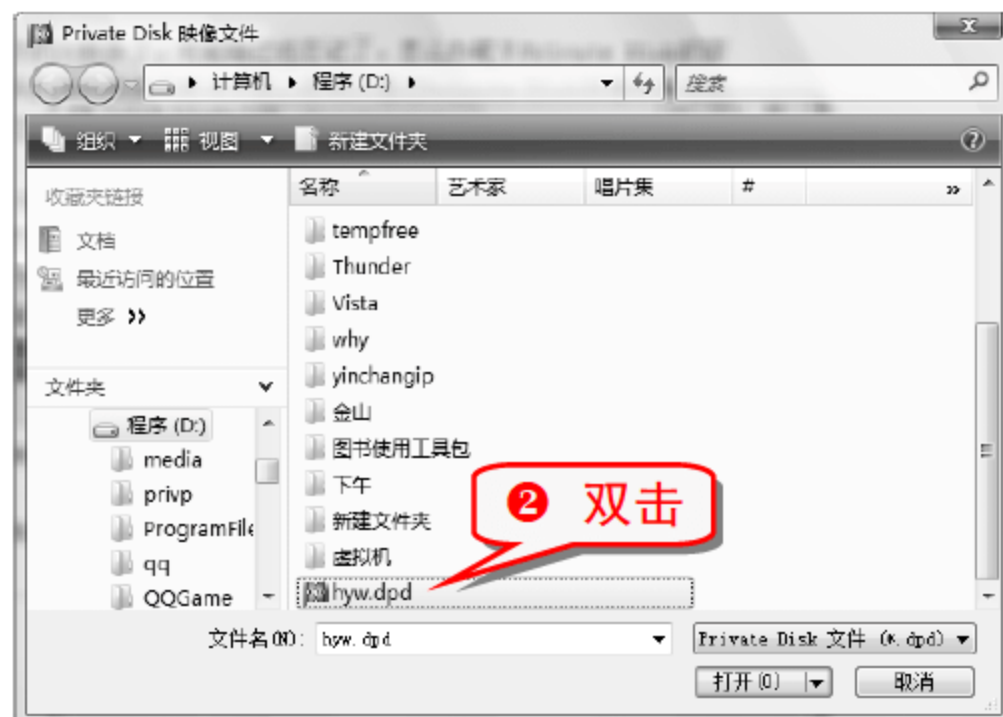 Private Disk 映像文件
计算机 程序 (D:) 搜索
组织 视图 新建文件夹
收藏夹链接
文档
最近访问的位置
更多 »
文件夹
程序 (D:)
media
privp
ProgramFile
qq
QQGame
名称 艺术家 唱片集 # »
tempfree
Thunder
Vista
why
yinchangip
金山
图书使用工具包
下午
新建文件夹
虚拟机
hyw.dpd
❷ 双击
文件名(N): hyw.dpd Private Disk 文件 (*.dpd)
打开(O) 取消